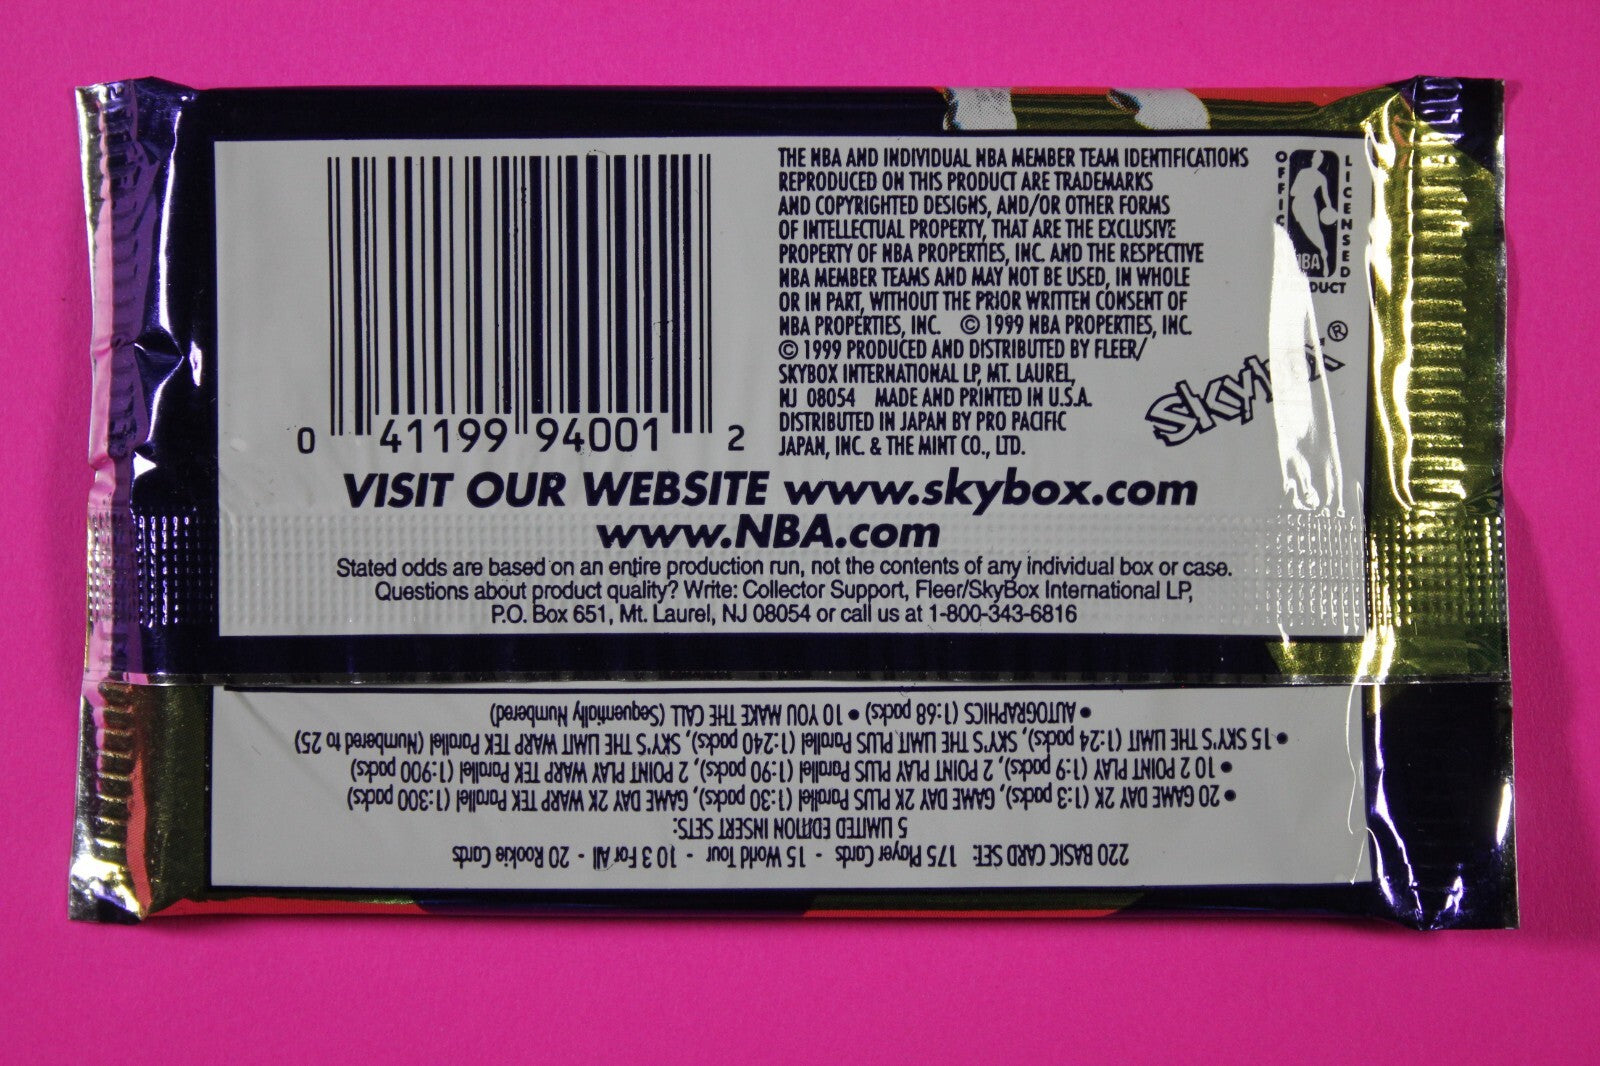 0 41199 94001 2
THE NBA AND INDIVIDUAL NBA MEMBER TEAM IDENTIFICATIONS
REPRODUCED ON THIS PRODUCT ARE TRADEMARKS
AND COPYRIGHTED DESIGNS, AND/OR OTHER FORMS
OF INTELLECTUAL PROPERTY, THAT ARE THE EXCLUSIVE
PROPERTY OF NBA PROPERTIES, INC. AND THE RESPECTIVE
NBA MEMBER TEAMS AND MAY NOT BE USED, IN WHOLE
OR IN PART, WITHOUT THE PRIOR WRITTEN CONSENT OF
NBA PROPERTIES, INC. © 1999 NBA PROPERTIES, INC.
© 1999 PRODUCED AND DISTRIBUTED BY FLEER/
SKYBOX INTERNATIONAL LP, MT. LAUREL,
NJ 08054 MADE AND PRINTED IN U.S.A.
DISTRIBUTED IN JAPAN BY PRO PACIFIC
JAPAN, INC. & THE MINT CO., LTD.
OFFICIAL LICENSED
NBA
PRODUCT
SkyBox®
VISIT OUR WEBSITE www.skybox.com
www.NBA.com
Stated odds are based on an entire production run, not the contents of any individual box or case.
Questions about product quality? Write: Collector Support, Fleer/SkyBox International LP,
P.O. Box 651, Mt. Laurel, NJ 08054 or call us at 1-800-343-6816
220 BASIC CARD SET: 175 Player Cards - 15 World Tour - 10 3 For All - 20 Rookie Cards
5 LIMITED EDITION INSERT SETS:
• 20 GAME DAY 2K (1:3 packs), GAME DAY 2K PLUS Parallel (1:30 packs), GAME DAY 2K WARP TEK Parallel (1:300 packs)
• 10 2 POINT PLAY (1:9 packs), 2 POINT PLAY PLUS Parallel (1:90 packs), 2 POINT PLAY WARP TEK Parallel (1:900 packs)
• 15 SKY'S THE LIMIT (1:24 packs), SKY'S THE LIMIT PLUS Parallel (1:240 packs), SKY'S THE LIMIT WARP TEK Parallel (Numbered to 25)
• AUTOGRAPHICS (1:68 packs) • 10 YOU MAKE THE CALL (Sequentially Numbered)